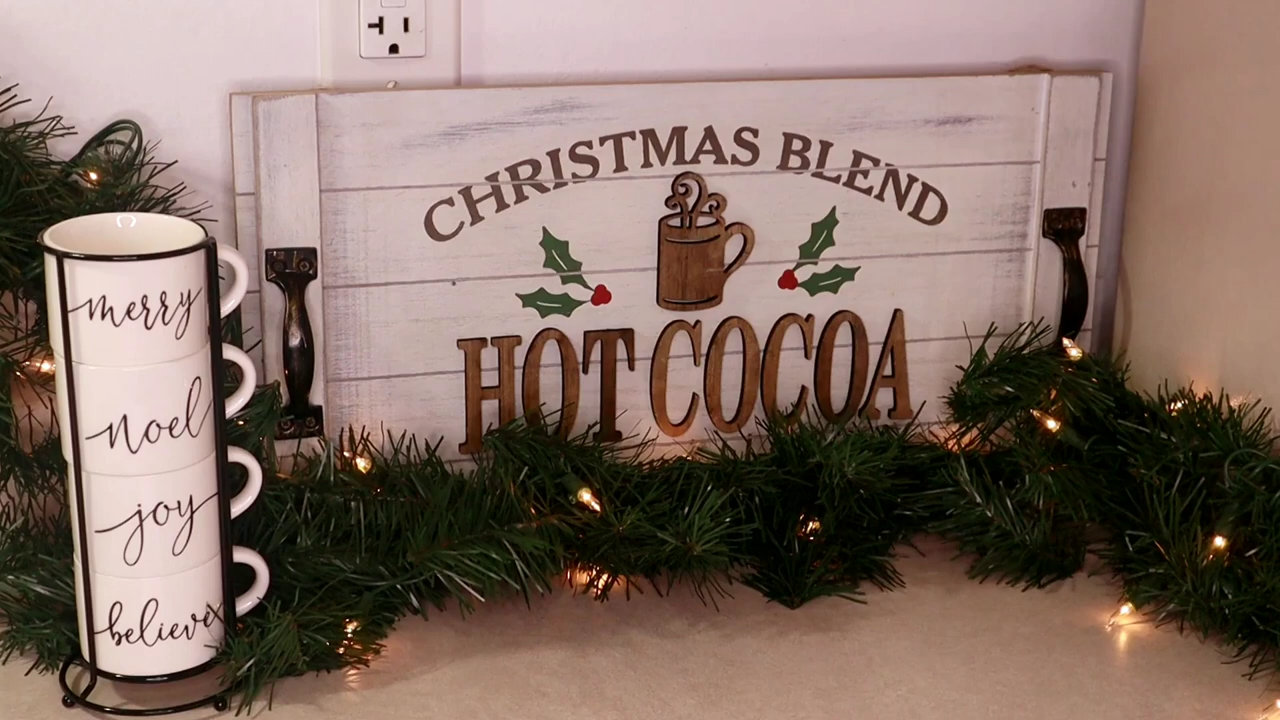 CHRISTMAS BLEND
HOT COCOA
merry
noel
joy
believe